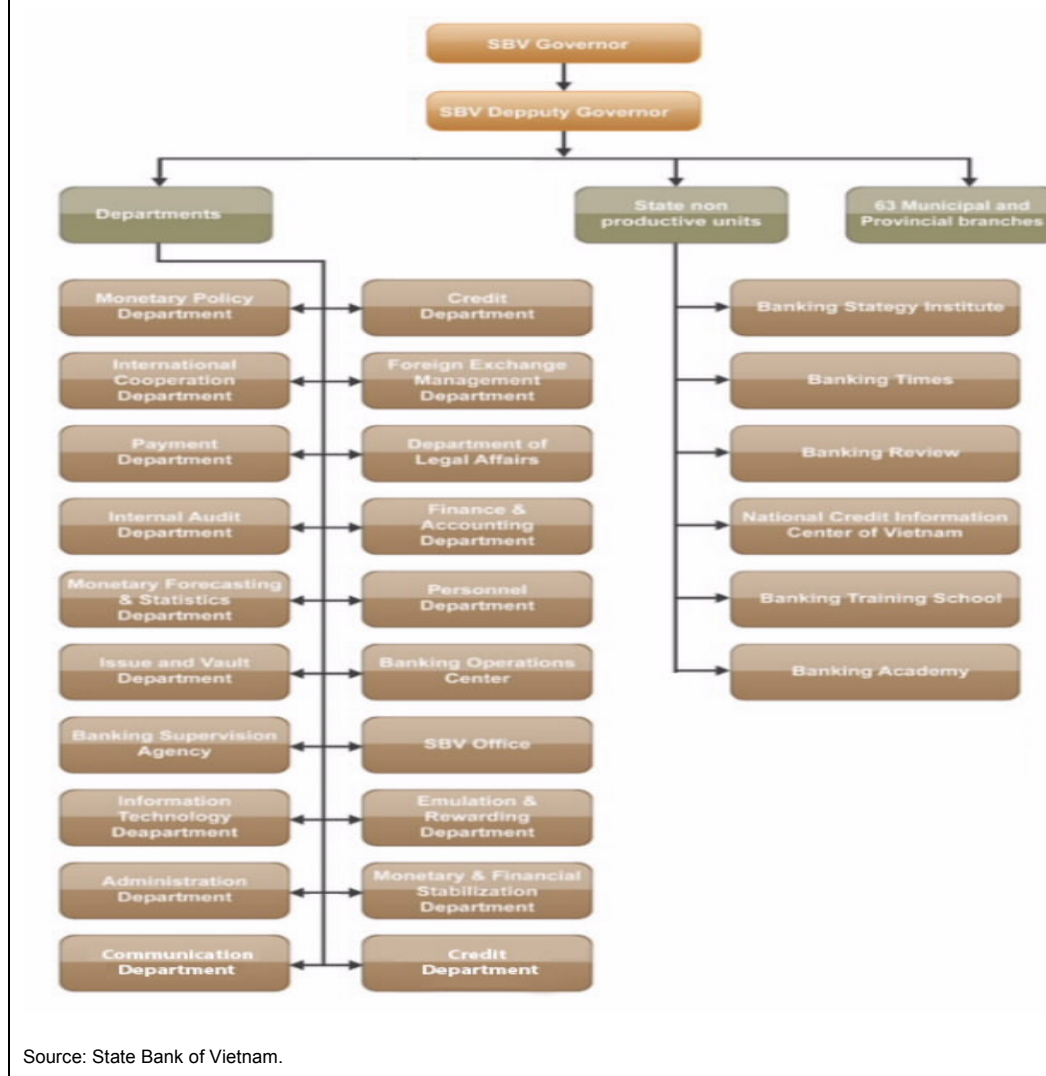 SBV Governor
SBV Depputy Governor
Departments
State non
productive units
63 Municipal and
Provincial branches
Monetary Policy
Department
Credit
Department
International
Cooperation
Department
Foreign Exchange
Management
Department
Payment
Department
Department of
Legal Affairs
Internal Audit
Department
Finance &
Accounting
Department
Monetary Forecasting
& Statistics
Department
Personnel
Department
Issue and Vault
Department
Banking Operations
Center
Banking Supervision
Agency
SBV Office
Information
Technology
Deapartment
Emulation &
Rewarding
Department
Administration
Department
Monetary & Financial
Stabilization
Department
Communication
Department
Credit
Department
Banking Stategy Institute
Banking Times
Banking Review
National Credit Information
Center of Vietnam
Banking Training School
Banking Academy
Source: State Bank of Vietnam.